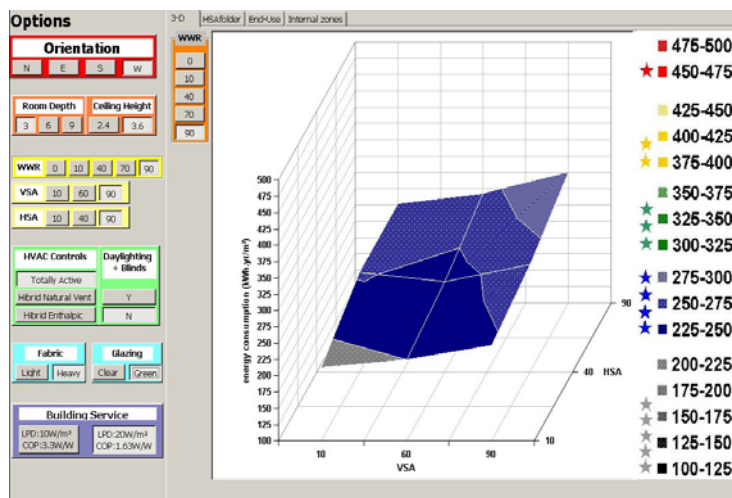 Options
Orientation
N E S W
Room Depth Ceiling Height
3 6 9 2.4 3.6
WWR 0 10 40 70 90
VSA 10 60 90
HSA 10 40 90
HVAC Controls Daylighting + Blinds
Totally Active
Hibrid Natural Vent Y
Hibrid Enthalpic N
Fabric Glazing
Light Heavy Clear Green
Building Service
LPD:10W/m² LPD:20W/m²
COP:3.3W/W COP:1.63W/W
3-D HSAfolder End-Use Internal zones
WWR
0
10
40
70
90
energy consumption (kWh.yr/m²)
500
475
450
425
400
375
350
325
300
275
250
225
200
175
150
125
100
10 60 90
VSA
10
40
90
HSA
475-500
450-475
425-450
400-425
375-400
350-375
325-350
300-325
275-300
250-275
225-250
200-225
175-200
150-175
125-150
100-125